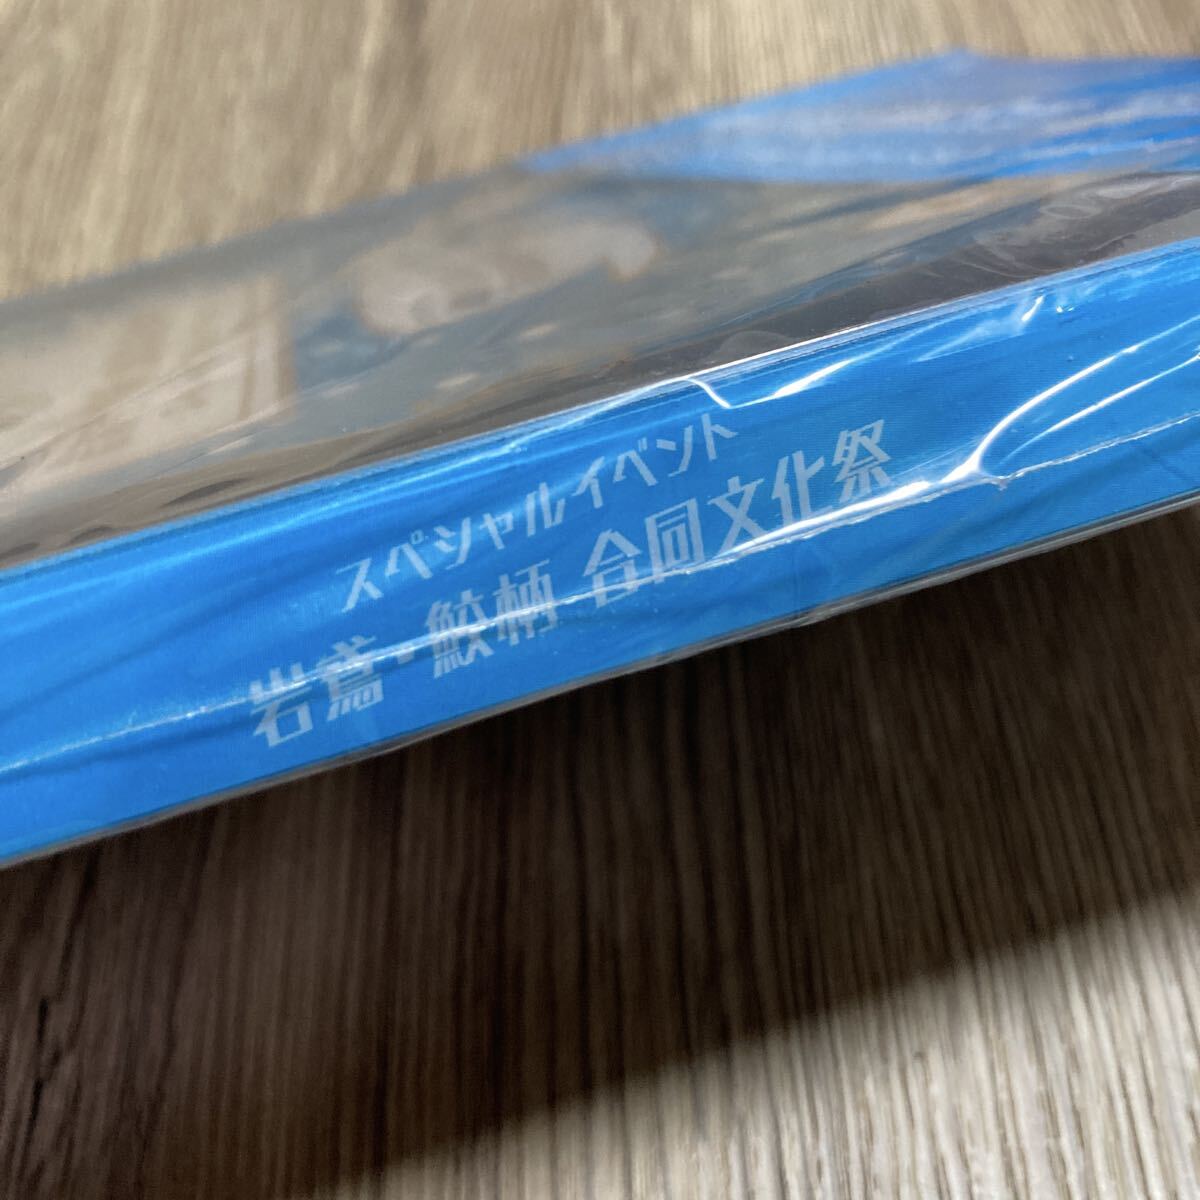 スペシャルイベント
岩鳶・鮫柄 合同文化祭